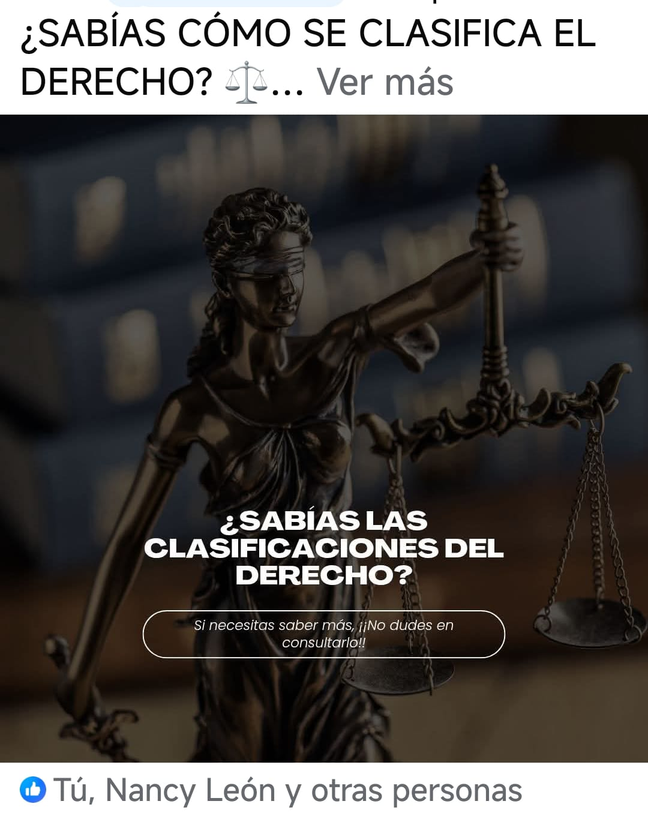 ¿SABÍAS CÓMO SE CLASIFICA EL
DERECHO? ⚖️... Ver más
¿SABÍAS LAS
CLASIFICACIONES DEL
DERECHO?
Si necesitas saber más, ¡¡No dudes en
consultarlo!!
Tú, Nancy León y otras personas